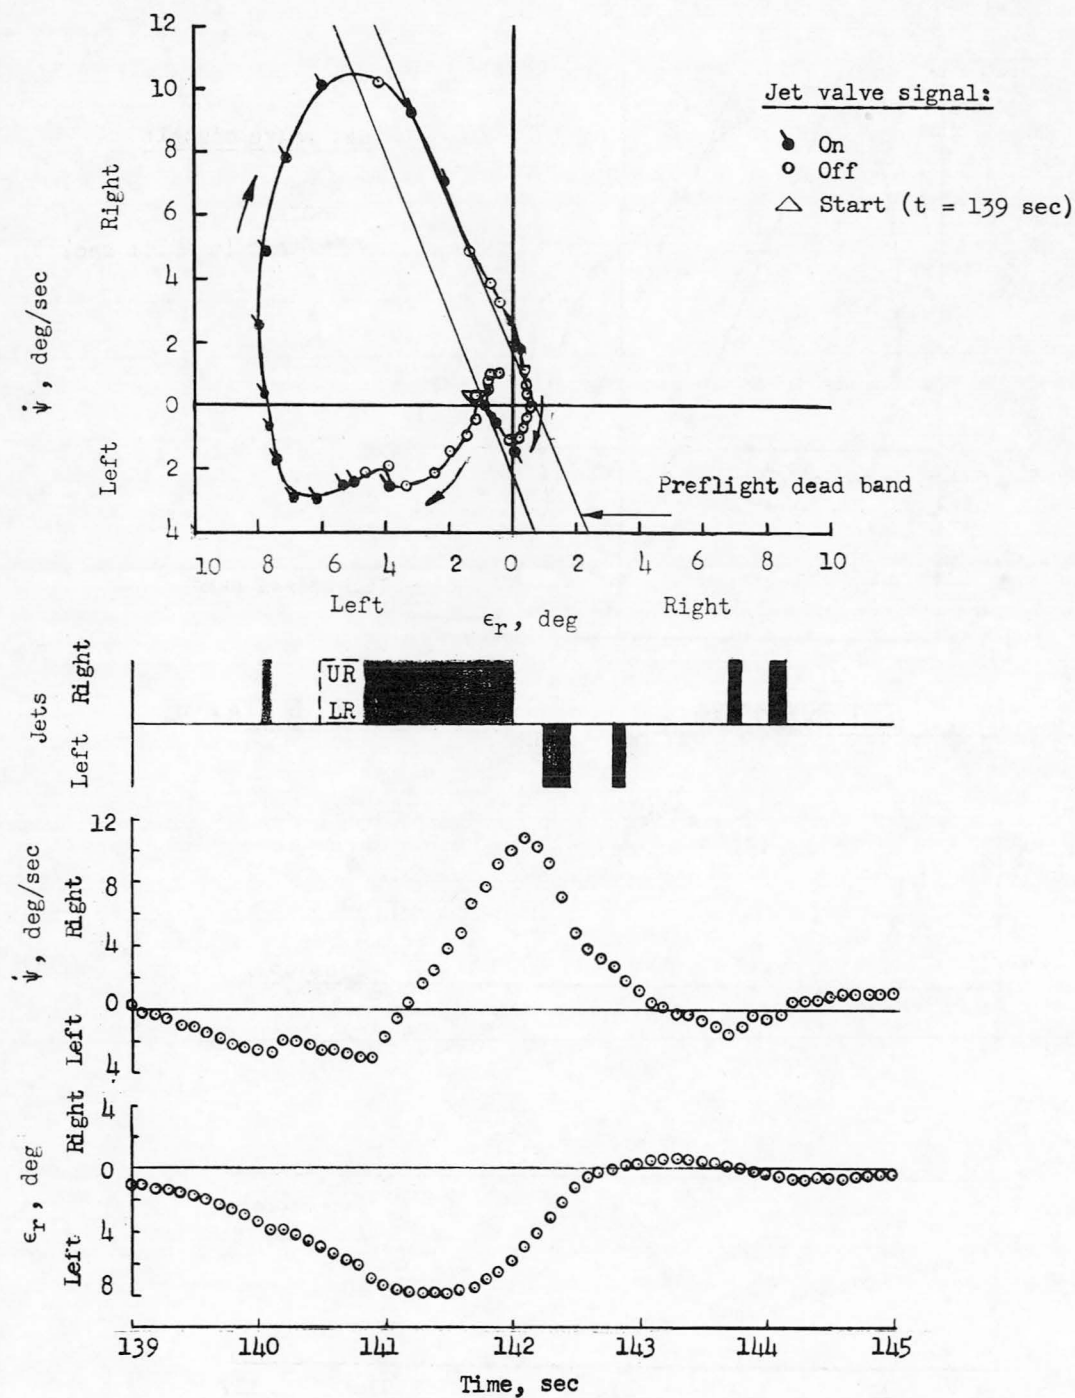 12
10
8
6
4
2
0
2
4
Right
Left
ψ̇, deg/sec
Jet valve signal:
On
Off
Start (t = 139 sec)
Preflight dead band
10 8 6 4 2 0 2 4 6 8 10
Left Right
ϵr, deg
Jets
Right
Left
UR
LR
12
8
4
0
4
ψ̇, deg/sec
Right
Left
4
0
4
8
ϵr, deg
Right
Left
139 140 141 142 143 144 145
Time, sec